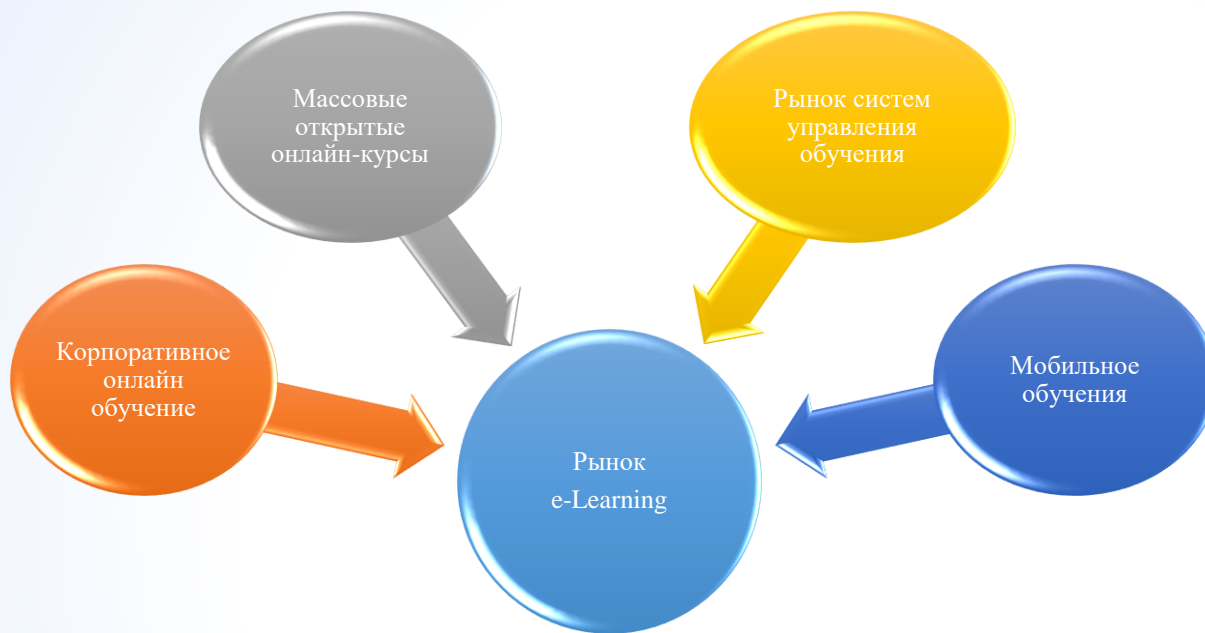 Массовые
открытые
онлайн-курсы
Рынок систем
управления
обучения
Корпоративное
онлайн
обучение
Мобильное
обучения
Рынок
e-Learning